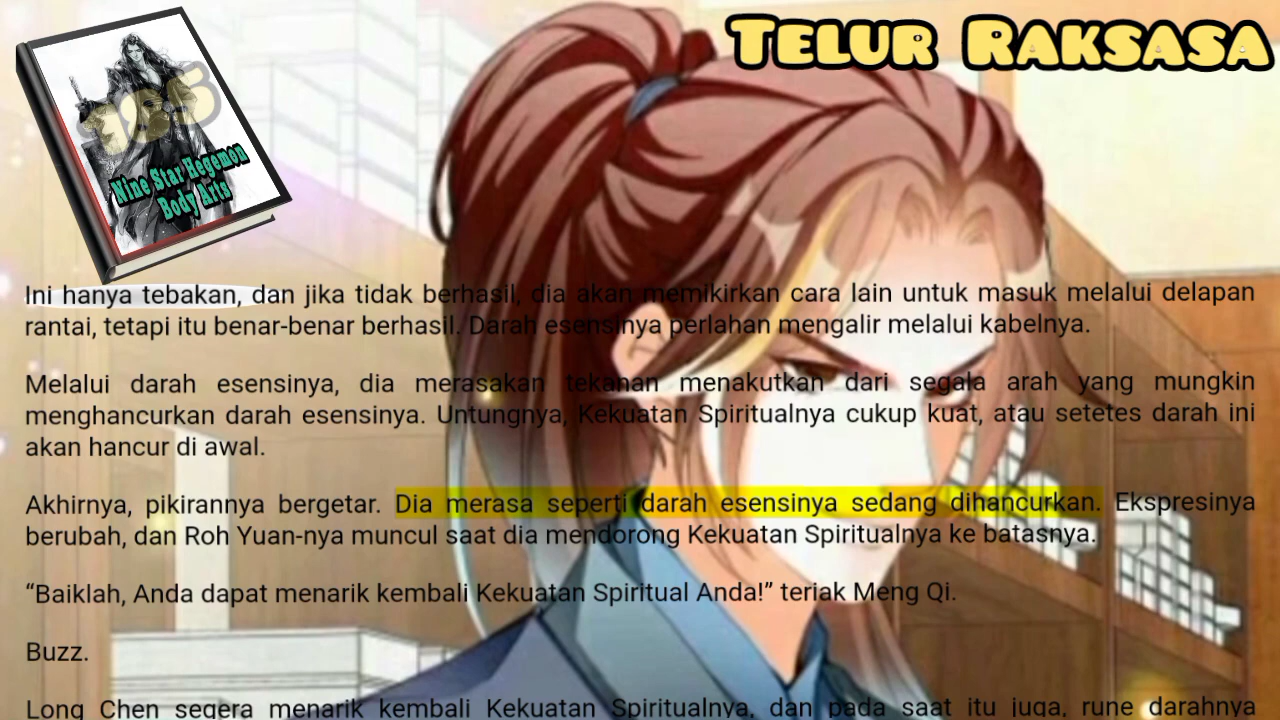 Telur Raksasa
195
Nine Star Hegemon
Body Arts
Ini hanya tebakan, dan jika tidak berhasil, dia akan memikirkan cara lain untuk masuk melalui delapan
rantai, tetapi itu benar-benar berhasil. Darah esensinya perlahan mengalir melalui kabelnya.
Melalui darah esensinya, dia merasakan tekanan menakutkan dari segala arah yang mungkin
menghancurkan darah esensinya. Untungnya, Kekuatan Spiritualnya cukup kuat, atau setetes darah ini
akan hancur di awal.
Akhirnya, pikirannya bergetar. Dia merasa seperti darah esensinya sedang dihancurkan. Ekspresinya
berubah, dan Roh Yuan-nya muncul saat dia mendorong Kekuatan Spiritualnya ke batasnya.
“Baiklah, Anda dapat menarik kembali Kekuatan Spiritual Anda!” teriak Meng Qi.
Buzz.
Long Chen segera menarik kembali Kekuatan Spiritualnya, dan pada saat itu juga, rune darahnya